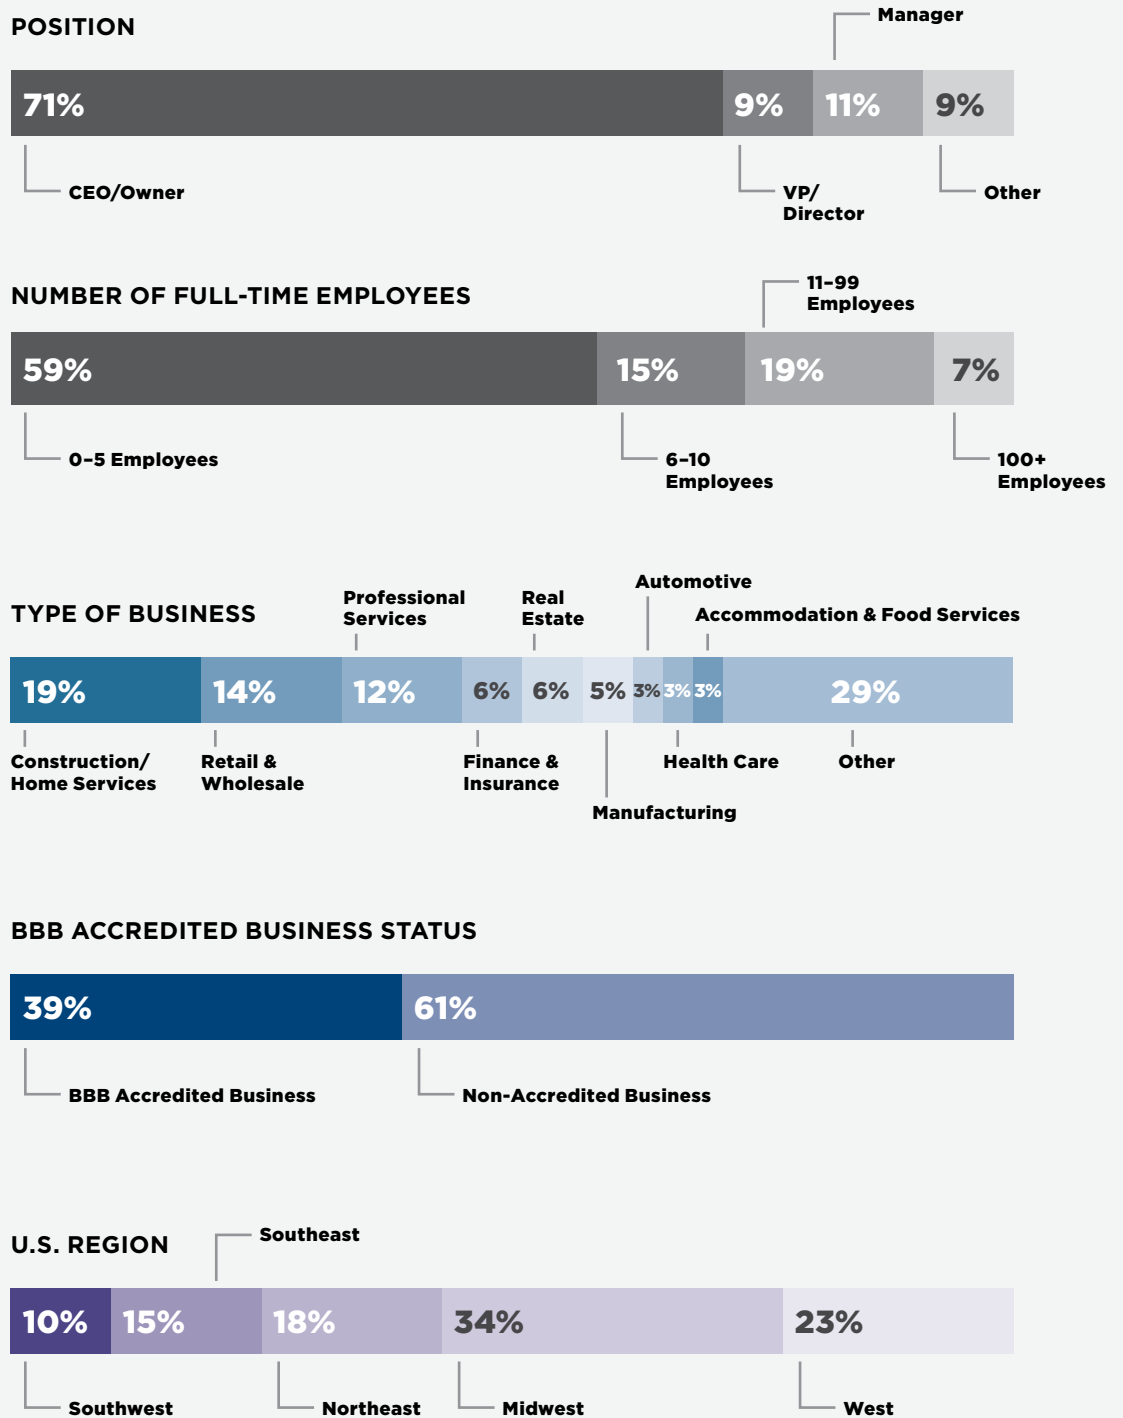 POSITION
Manager
71%
9%
11%
9%
CEO/Owner
VP/
Director
Other
NUMBER OF FULL-TIME EMPLOYEES
11–99
Employees
59%
15%
19%
7%
0–5 Employees
6–10
Employees
100+
Employees
TYPE OF BUSINESS
Professional
Services
Real
Estate
Automotive
Accommodation & Food Services
19%
14%
12%
6%
6%
5%
3%
3%
3%
29%
Construction/
Home Services
Retail &
Wholesale
Finance &
Insurance
Manufacturing
Health Care
Other
BBB ACCREDITED BUSINESS STATUS
39%
61%
BBB Accredited Business
Non-Accredited Business
U.S. REGION
Southeast
10%
15%
18%
34%
23%
Southwest
Northeast
Midwest
West